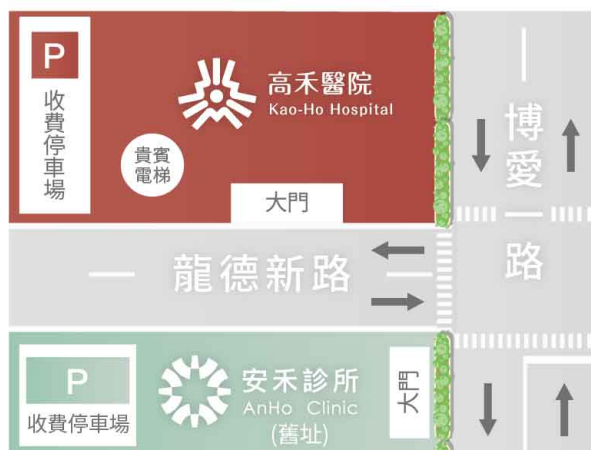 P
收費停車場
高禾醫院
Kao-Ho Hospital
貴賓
電梯
大門
博愛一路
龍德新路
P
收費停車場
安禾診所
AnHo Clinic
(舊址)
大門